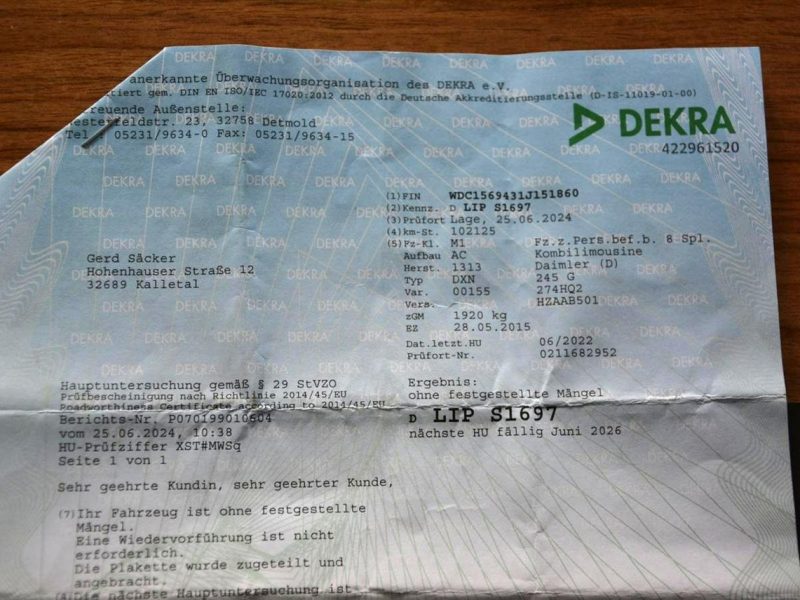 anerkannte Überwachungsorganisation des DEKRA e.V.
tiert gem. DIN EN ISO/IEC 17020:2012 durch die Deutsche Akkreditierungsstelle (D-IS-11019-01-00)
reuende Außenstelle:
esterfeldstr. 23, 32758 Detmold
Tel.: 05231/9634-0 Fax: 05231/9634-15
DEKRA
422961520
(1) FIN WDC1569431J151860
(2) Kennz. D LIP S1697
(3) Prüfort Lage, 25.06.2024
(4) km-St. 102125
(5) Fz-Kl. M1 Fz.z.Pers.bef.b. 8 Spl.
Aufbau AC Kombilimousine
Herst. 1313 Daimler (D)
Typ DXN 245 G
Var. 00155 274HQ2
Vers. - HZAAB501
zGM 1920 kg
EZ 28.05.2015
Dat.letzt.HU 06/2022
Prüfort-Nr. 0211682952
Gerd Säcker
Hohenhauser Straße 12
32689 Kalletal
Hauptuntersuchung gemäß § 29 StVZO
Prüfbescheinigung nach Richtlinie 2014/45/EU
Roadworthiness Certificate according to 2014/45/EU
Berichts-Nr. P070199010604
vom 25.06.2024, 10:38
HU-Prüfziffer XST#MWSq
Seite 1 von 1
Ergebnis:
ohne festgestellte Mängel
D LIP S1697
nächste HU fällig Juni 2026
Sehr geehrte Kundin, sehr geehrter Kunde,
(7) Ihr Fahrzeug ist ohne festgestellte
Mängel.
Eine Wiedervorführung ist nicht
erforderlich.
Die Plakette wurde zugeteilt und
angebracht.
Die nächste Hauptuntersuchung ist